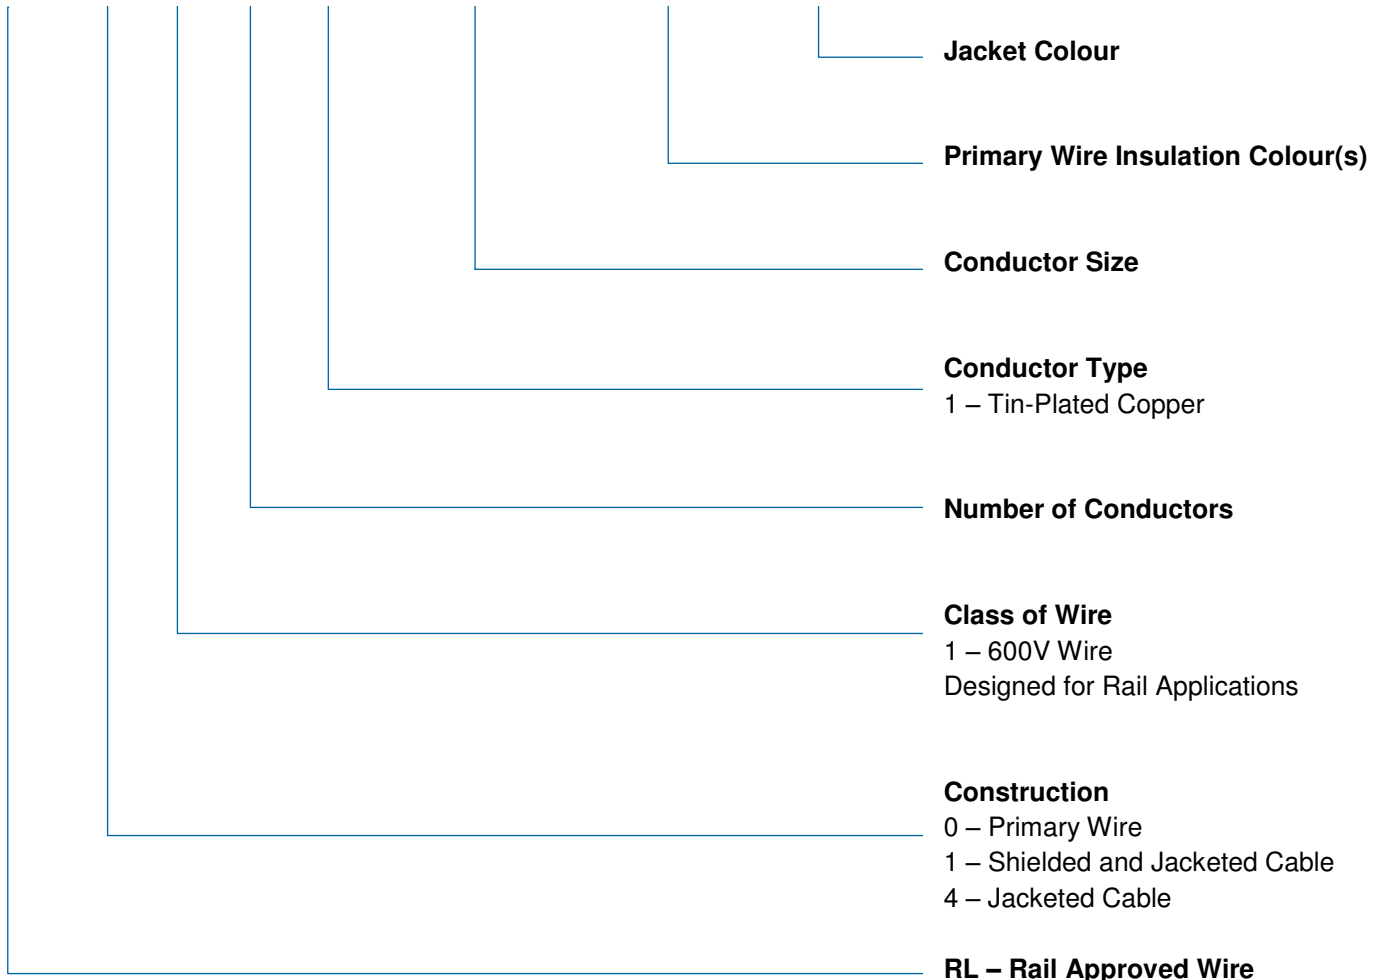 Jacket Colour
Primary Wire Insulation Colour(s)
Conductor Size
Conductor Type
1 – Tin-Plated Copper
Number of Conductors
Class of Wire
1 – 600V Wire
Designed for Rail Applications
Construction
0 – Primary Wire
1 – Shielded and Jacketed Cable
4 – Jacketed Cable
RL – Rail Approved Wire